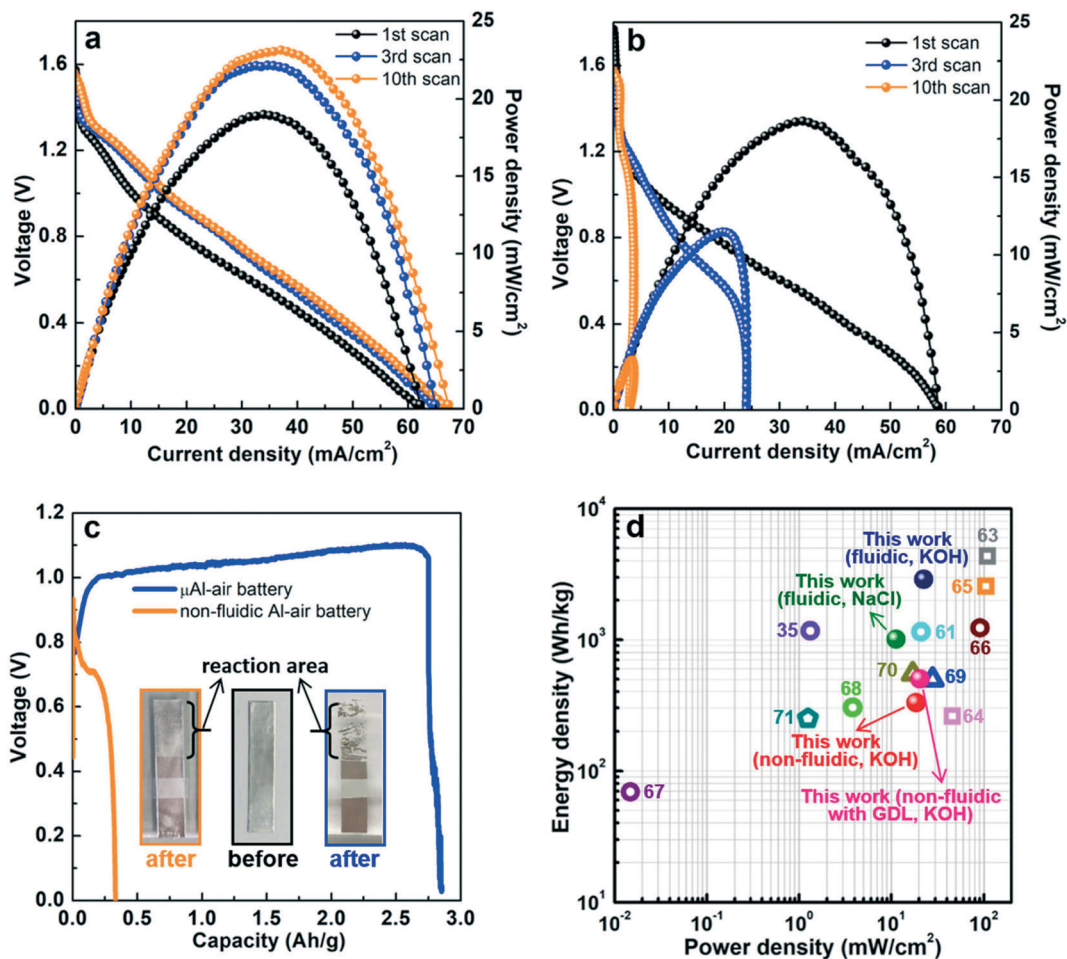 a
1st scan
3rd scan
10th scan
Voltage (V)
1.6
1.2
0.8
0.4
0.0
25
20
15
10
5
0
Power density (mW/cm²)
0 10 20 30 40 50 60 70
Current density (mA/cm²)
b
1st scan
3rd scan
10th scan
Voltage (V)
1.6
1.2
0.8
0.4
0.0
25
20
15
10
5
0
Power density (mW/cm²)
0 10 20 30 40 50 60 70
Current density (mA/cm²)
c
μAl-air battery
non-fluidic Al-air battery
reaction area
after
before
after
Voltage (V)
1.2
1.0
0.8
0.6
0.4
0.2
0.0
0.0 0.5 1.0 1.5 2.0 2.5 3.0
Capacity (Ah/g)
d
This work
(fluidic, KOH)
This work
(fluidic, NaCl)
63
65
66
35
61
70
69
68
64
71
67
This work
(non-fluidic, KOH)
This work (non-fluidic
with GDL, KOH)
Energy density (Wh/kg)
10⁴
10³
10²
10¹
10⁻² 10⁻¹ 10⁰ 10¹ 10²
Power density (mW/cm²)